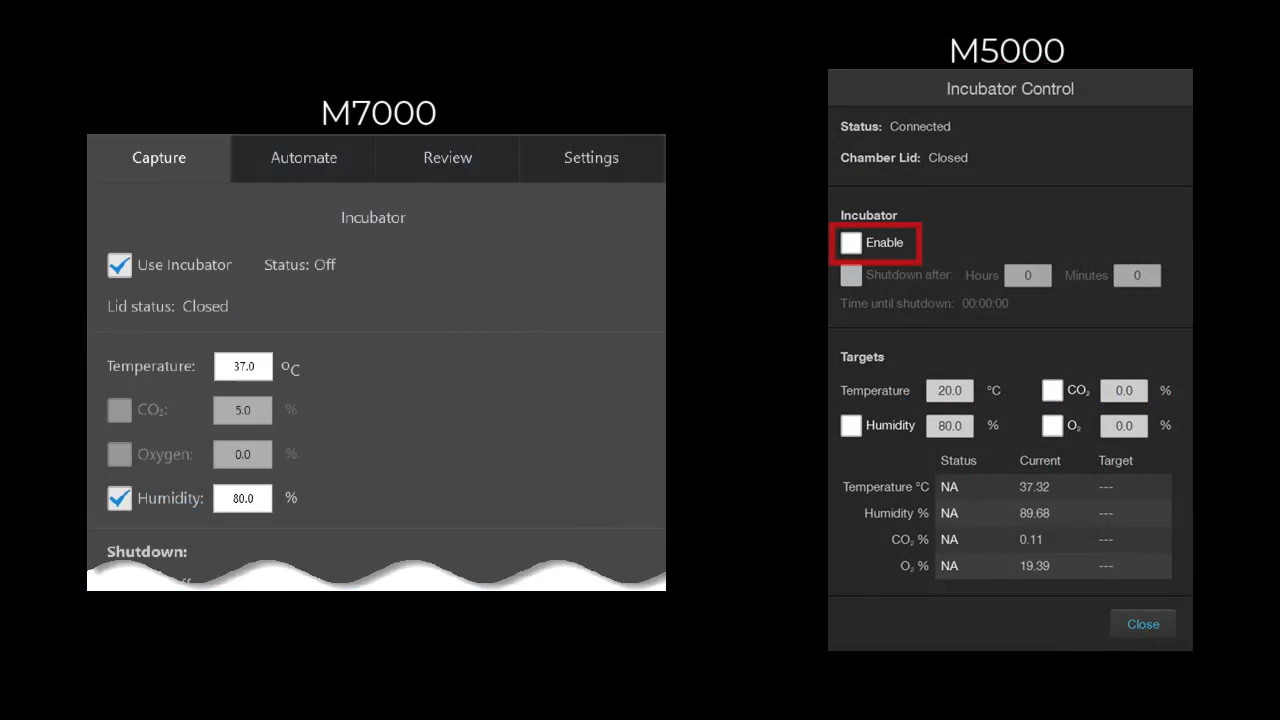 M7000
Capture Automate Review Settings
Incubator
Use Incubator Status: Off
Lid status: Closed
Temperature: 37.0 °C
CO₂: 5.0 %
Oxygen: 0.0 %
Humidity: 80.0 %
Shutdown:
M5000
Incubator Control
Status: Connected
Chamber Lid: Closed
Incubator
Enable
Shutdown after: Hours 0 Minutes 0
Time until shutdown: 00:00:00
Targets
Temperature 20.0 °C CO₂ 0.0 %
Humidity 80.0 % O₂ 0.0 %
Status Current Target
Temperature °C NA 37.32 ---
Humidity % NA 89.68 ---
CO₂ % NA 0.11 ---
O₂ % NA 19.39 ---
Close